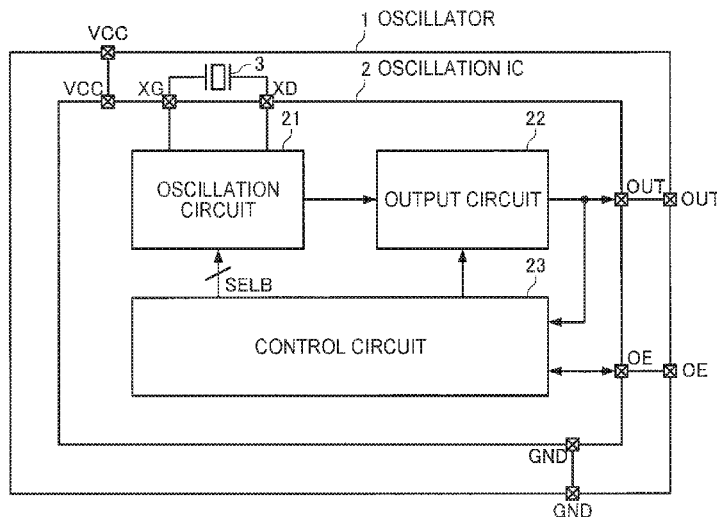 1 OSCILLATOR
VCC
2 OSCILLATION IC
VCC XG 3 XD
21
22
OSCILLATION
CIRCUIT
OUTPUT CIRCUIT
OUT
OUT
SELB
23
CONTROL CIRCUIT
OE
OE
GND
GND